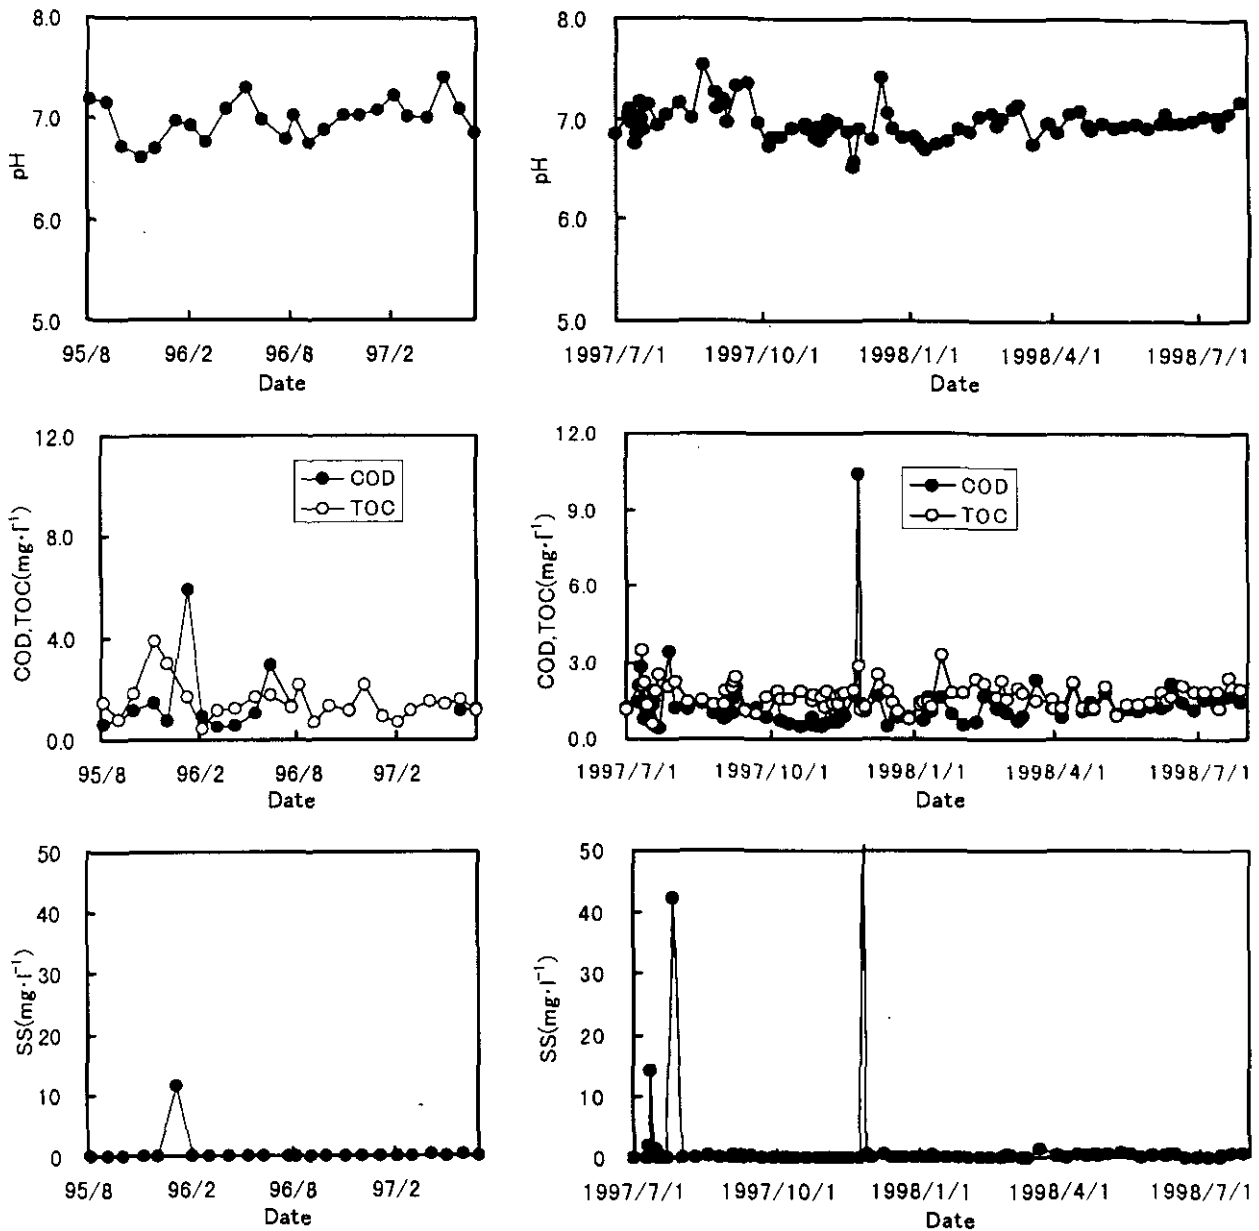 8.0
7.0
6.0
5.0
pH
95/8 96/2 96/8 97/2
Date
8.0
7.0
6.0
5.0
pH
1997/7/1 1997/10/1 1998/1/1 1998/4/1 1998/7/1
Date
12.0
8.0
4.0
0.0
COD,TOC(mg·l⁻¹)
COD
TOC
95/8 96/2 96/8 97/2
Date
12.0
9.0
6.0
3.0
0.0
COD,TOC(mg·l⁻¹)
COD
TOC
1997/7/1 1997/10/1 1998/1/1 1998/4/1 1998/7/1
Date
50
40
30
20
10
0
SS(mg·l⁻¹)
95/8 96/2 96/8 97/2
Date
50
40
30
20
10
0
SS(mg·l⁻¹)
1997/7/1 1997/10/1 1998/1/1 1998/4/1 1998/7/1
Date